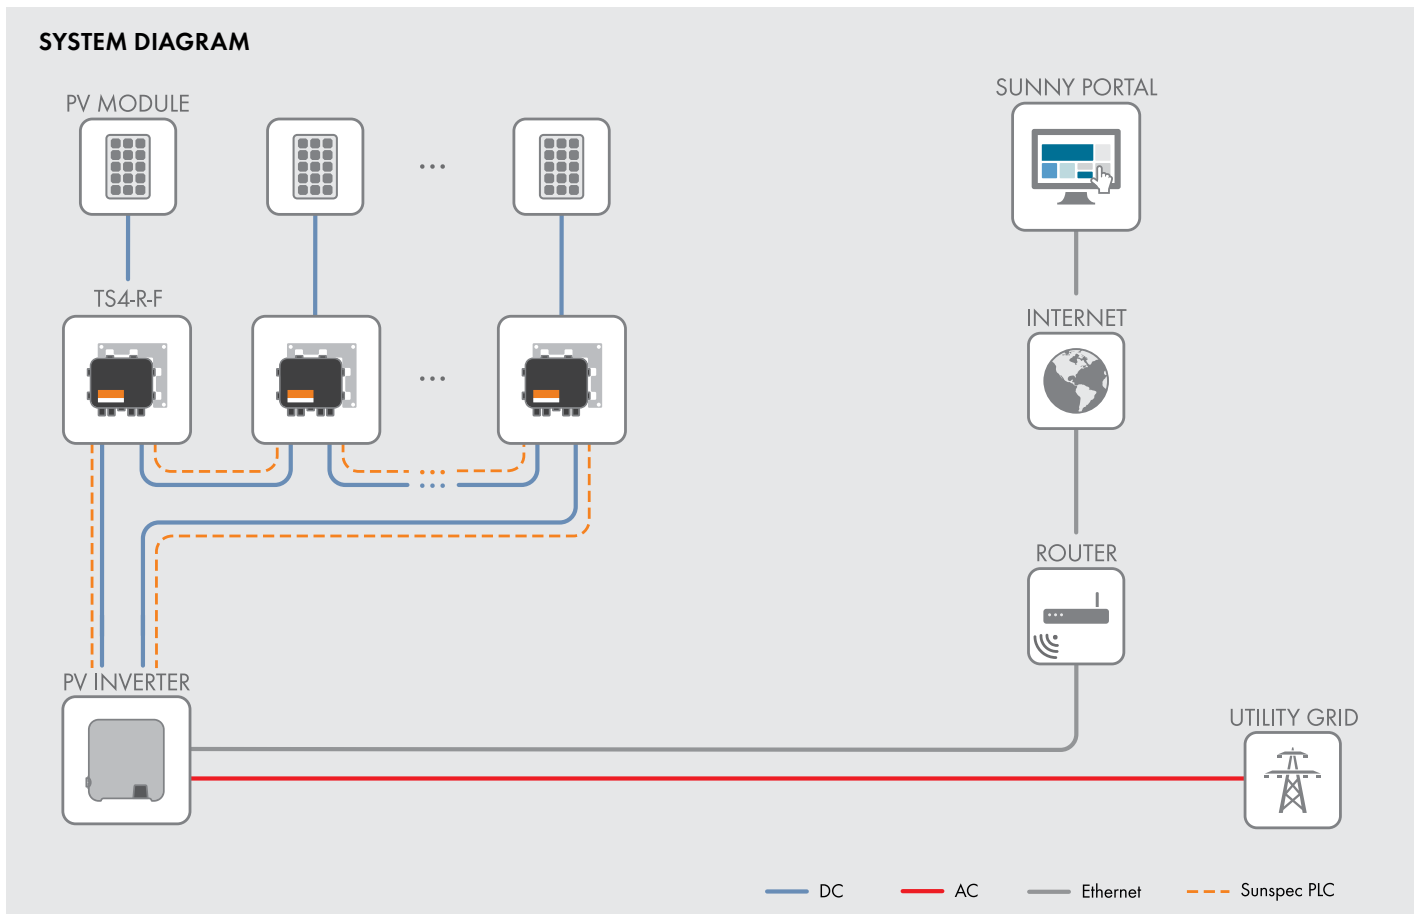 SYSTEM DIAGRAM
PV MODULE
SUNNY PORTAL
TS4-R-F
INTERNET
ROUTER
PV INVERTER
UTILITY GRID
DC
AC
Ethernet
Sunspec PLC